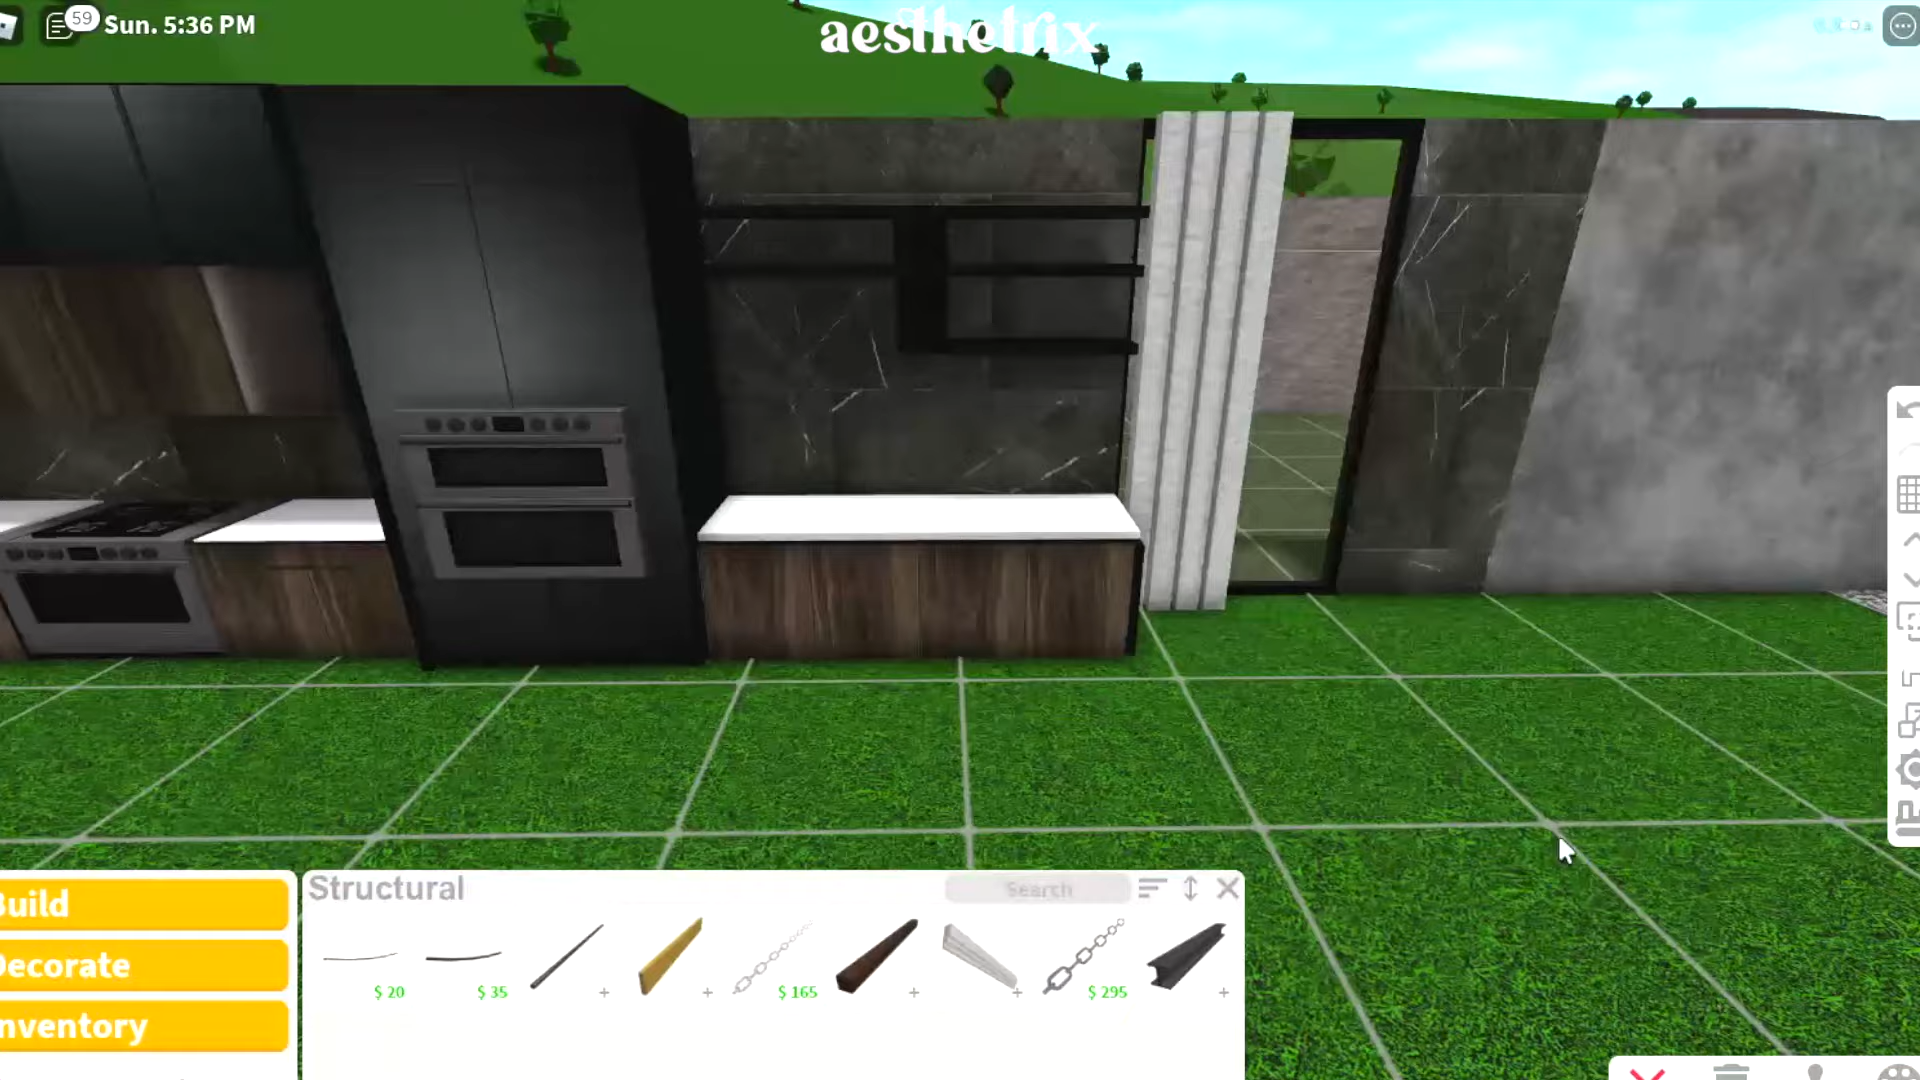 59
Sun. 5:36 PM
aesthetrix
Build
Decorate
Inventory
Structural
Search
$ 20
$ 35
$ 165
$ 295